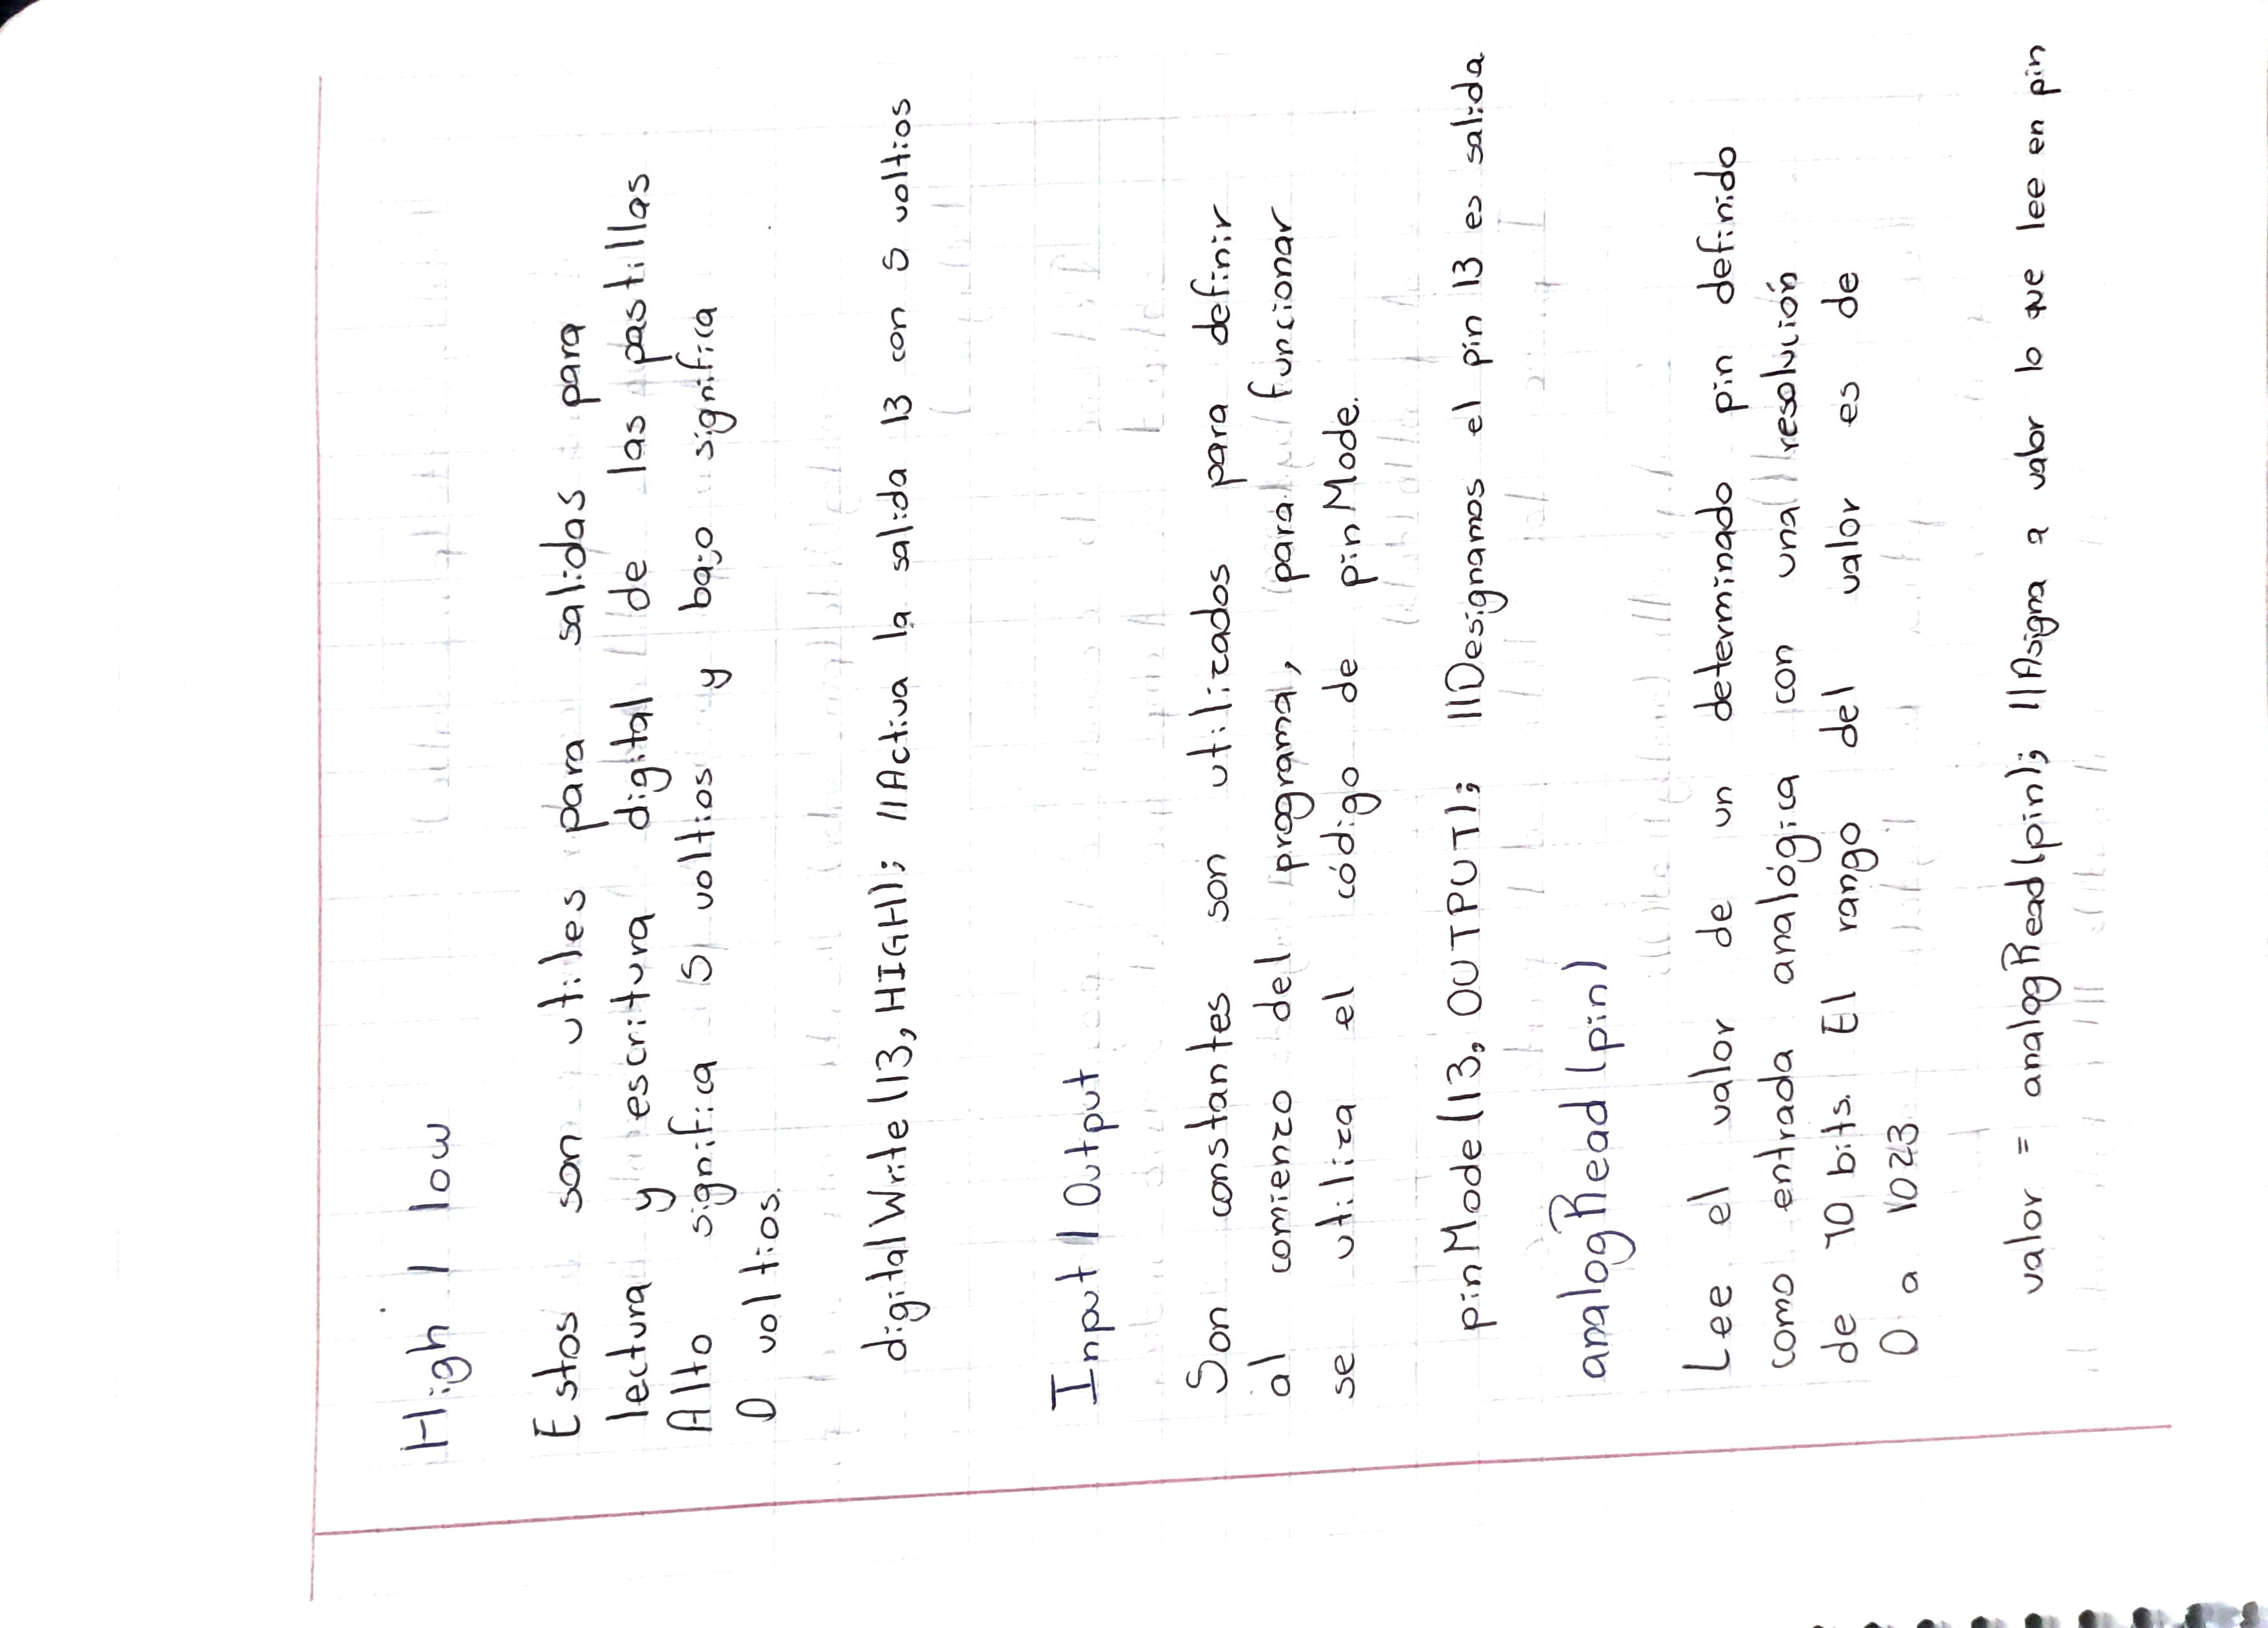 High / low
Estos son utiles para salidas para
lectura y escritura digital de las pastillas
Alto significa 5 voltios y bajo significa
0 voltios.
digitalWrite (13, HIGH); //Activa la salida 13 con 5 voltios
Input / Output
Son constantes son utilizados para definir
al comienzo del programa, para funcionar
se utiliza el código de pinMode.
pinMode (13, OUTPUT); //Designamos el pin 13 es salida
analogRead (pin)
Lee el valor de un determinado pin definido
como entrada analógica con una resolución
de 10 bits. El rango del valor es de
0 a 1023
valor = analogRead (pin); //Asigna a valor lo que lee en pin